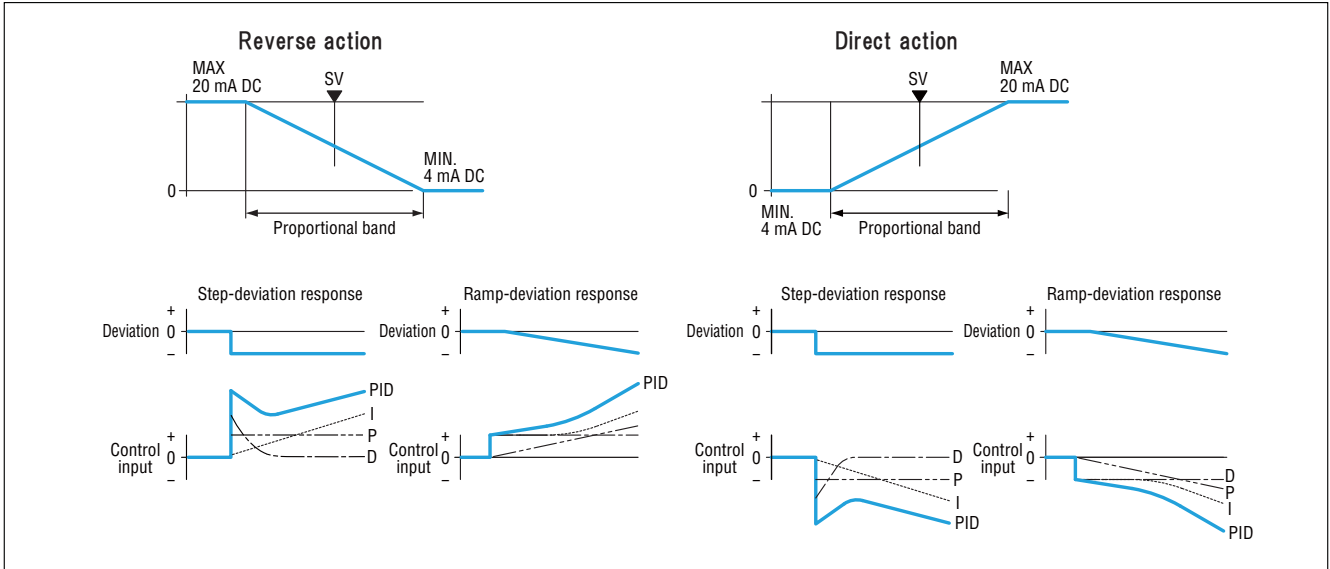 Reverse action
MAX
20 mA DC
SV
MIN.
4 mA DC
0
Proportional band
Direct action
MAX
20 mA DC
SV
0
MIN.
4 mA DC
Proportional band
Step-deviation response
+
Deviation 0
−
PID
I
P
D
+
Control input 0
−
Ramp-deviation response
+
Deviation 0
−
PID
+
Control input 0
−
Step-deviation response
+
Deviation 0
−
+
Control input 0
−
D
P
I
PID
Ramp-deviation response
+
Deviation 0
−
+
Control input 0
−
D
P
I
PID